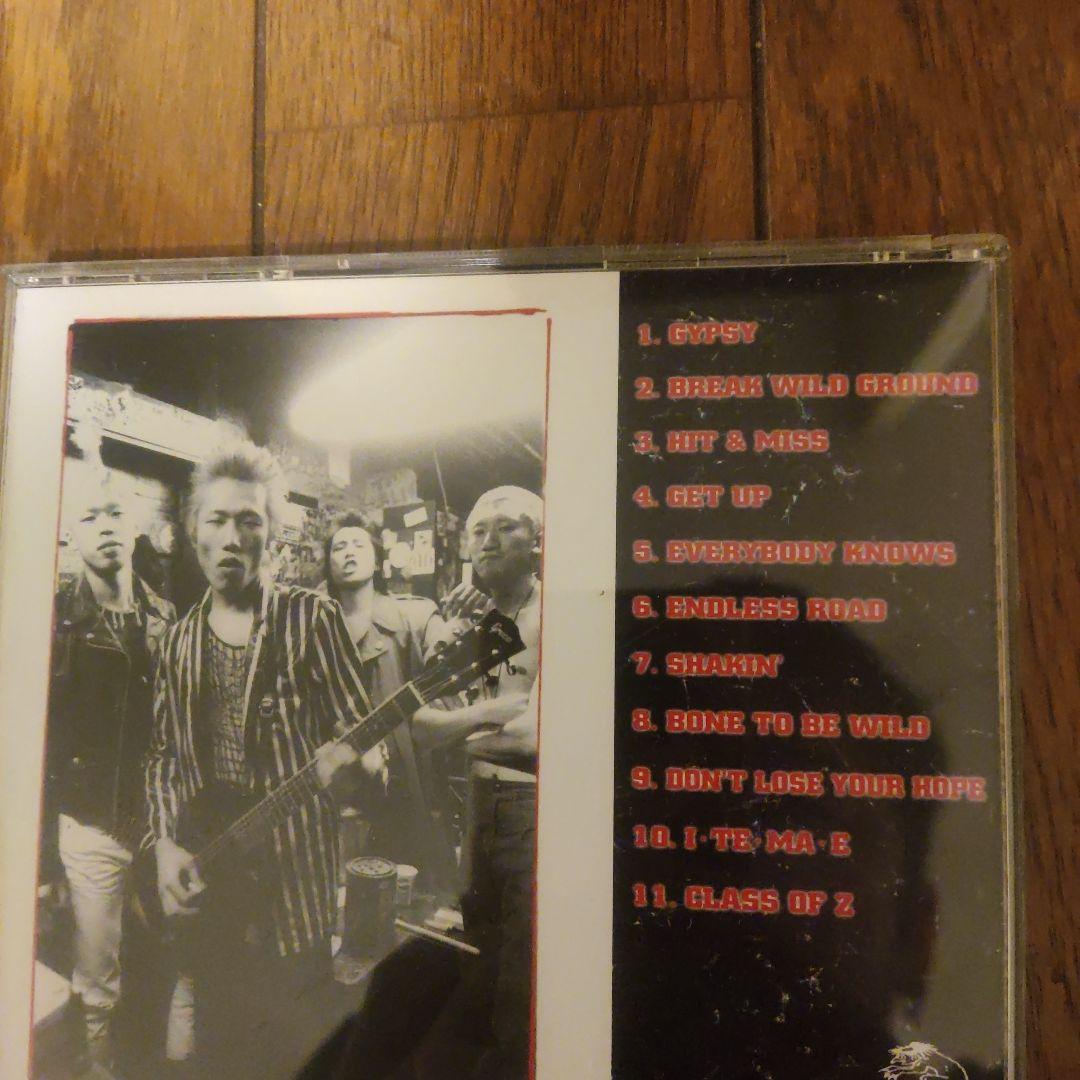 1. GYPSY
2. BREAK WILD GROUND
3. HIT & MISS
4. GET UP
5. EVERYBODY KNOWS
6. ENDLESS ROAD
7. SHAKIN'
8. BONE TO BE WILD
9. DON'T LOSE YOUR HOPE
10. I·TE·MA·E
11. CLASS OF Z